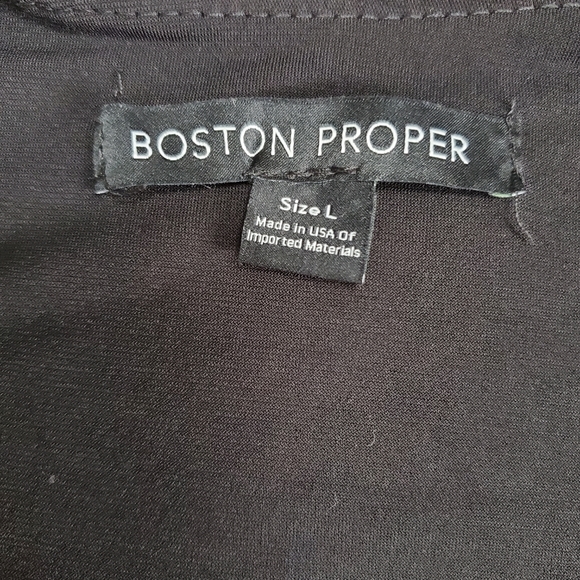 BOSTON PROPER
Size L
Made in USA Of
Imported Materials